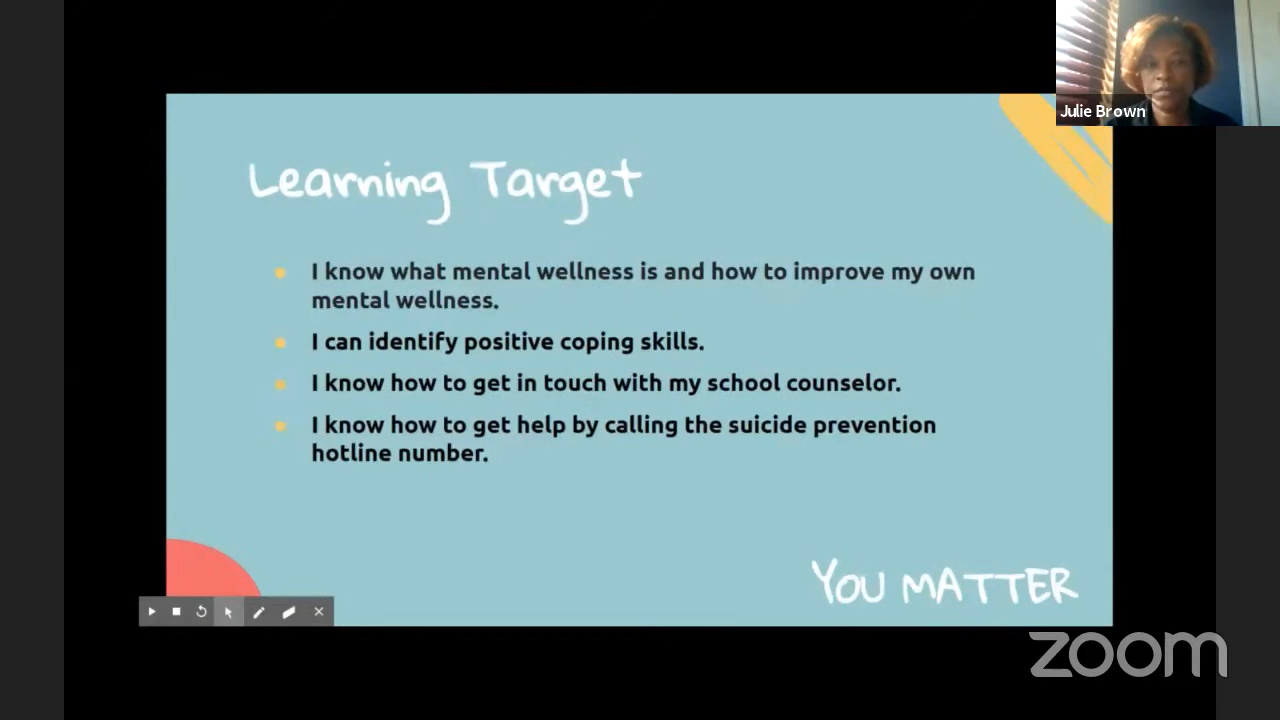 Julie Brown
Learning Target
I know what mental wellness is and how to improve my own
mental wellness.
I can identify positive coping skills.
I know how to get in touch with my school counselor.
I know how to get help by calling the suicide prevention
hotline number.
YOU MATTER
zoom